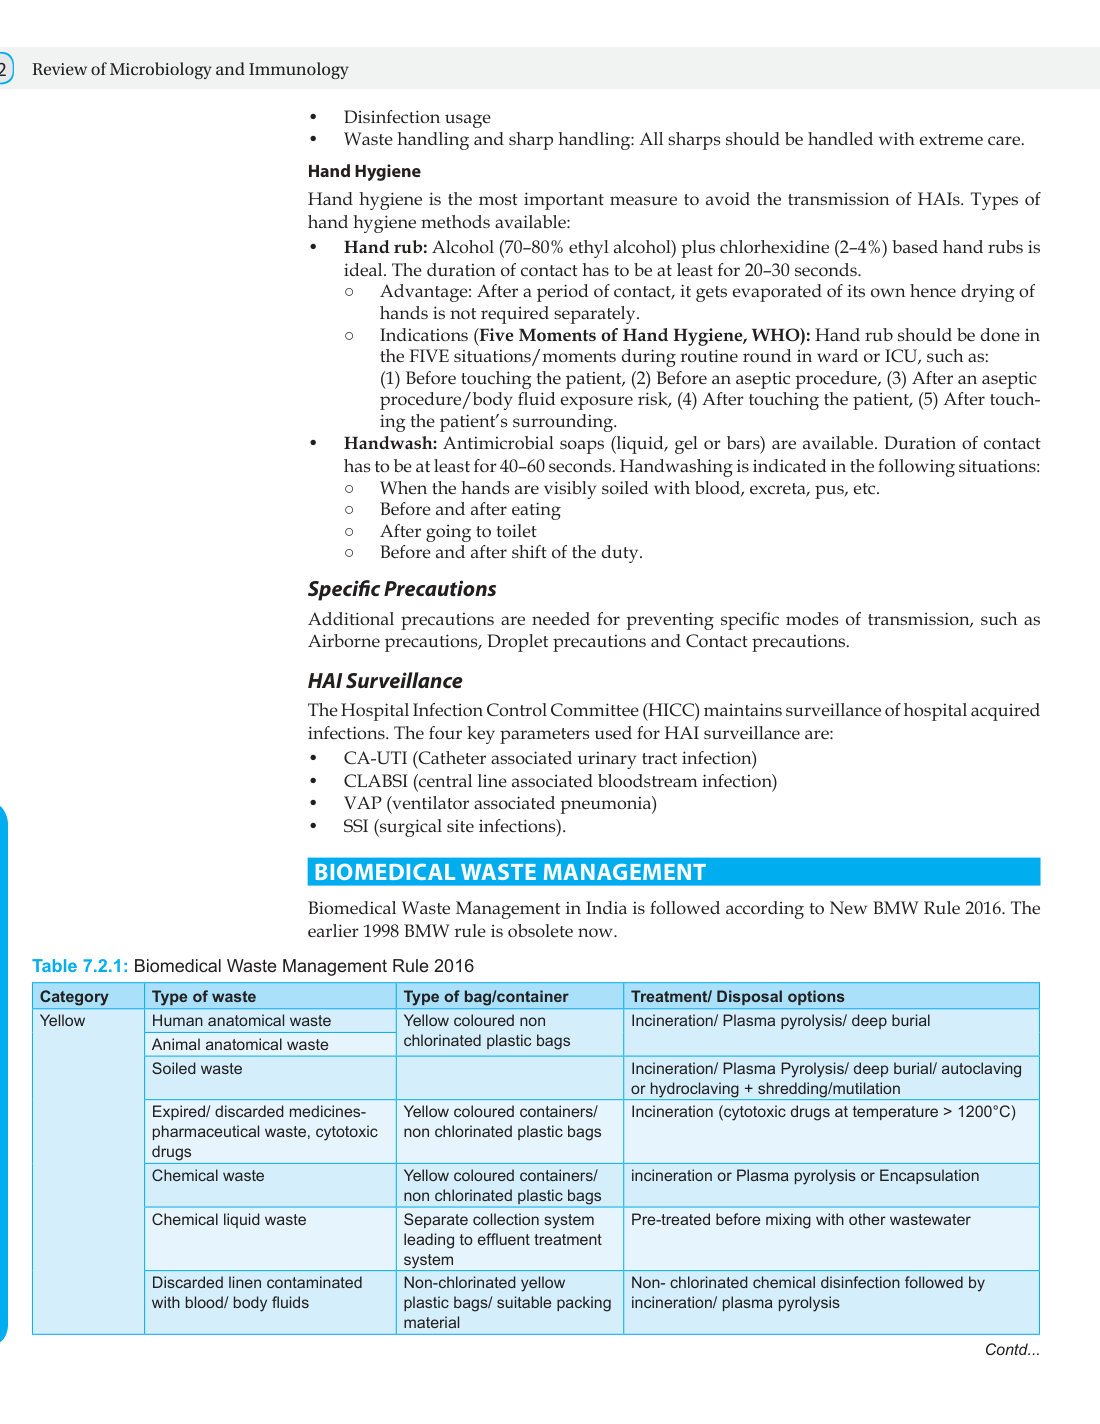 2 Review of Microbiology and Immunology
• Disinfection usage
• Waste handling and sharp handling: All sharps should be handled with extreme care.
Hand Hygiene
Hand hygiene is the most important measure to avoid the transmission of HAIs. Types of
hand hygiene methods available:
• Hand rub: Alcohol (70–80% ethyl alcohol) plus chlorhexidine (2–4%) based hand rubs is
ideal. The duration of contact has to be at least for 20–30 seconds.
○ Advantage: After a period of contact, it gets evaporated of its own hence drying of
hands is not required separately.
○ Indications (Five Moments of Hand Hygiene, WHO): Hand rub should be done in
the FIVE situations/moments during routine round in ward or ICU, such as:
(1) Before touching the patient, (2) Before an aseptic procedure, (3) After an aseptic
procedure/body fluid exposure risk, (4) After touching the patient, (5) After touch-
ing the patient's surrounding.
• Handwash: Antimicrobial soaps (liquid, gel or bars) are available. Duration of contact
has to be at least for 40–60 seconds. Handwashing is indicated in the following situations:
○ When the hands are visibly soiled with blood, excreta, pus, etc.
○ Before and after eating
○ After going to toilet
○ Before and after shift of the duty.
Specific Precautions
Additional precautions are needed for preventing specific modes of transmission, such as
Airborne precautions, Droplet precautions and Contact precautions.
HAI Surveillance
The Hospital Infection Control Committee (HICC) maintains surveillance of hospital acquired
infections. The four key parameters used for HAI surveillance are:
• CA-UTI (Catheter associated urinary tract infection)
• CLABSI (central line associated bloodstream infection)
• VAP (ventilator associated pneumonia)
• SSI (surgical site infections).
BIOMEDICAL WASTE MANAGEMENT
Biomedical Waste Management in India is followed according to New BMW Rule 2016. The
earlier 1998 BMW rule is obsolete now.
Table 7.2.1: Biomedical Waste Management Rule 2016
Category Type of waste Type of bag/container Treatment/ Disposal options
Yellow Human anatomical waste Yellow coloured non Incineration/ Plasma pyrolysis/ deep burial
chlorinated plastic bags
Animal anatomical waste
Soiled waste Incineration/ Plasma Pyrolysis/ deep burial/ autoclaving
or hydroclaving + shredding/mutilation
Expired/ discarded medicines- Yellow coloured containers/ Incineration (cytotoxic drugs at temperature > 1200°C)
pharmaceutical waste, cytotoxic non chlorinated plastic bags
drugs
Chemical waste Yellow coloured containers/ incineration or Plasma pyrolysis or Encapsulation
non chlorinated plastic bags
Chemical liquid waste Separate collection system Pre-treated before mixing with other wastewater
leading to effluent treatment
system
Discarded linen contaminated Non-chlorinated yellow Non- chlorinated chemical disinfection followed by
with blood/ body fluids plastic bags/ suitable packing incineration/ plasma pyrolysis
material
Contd...